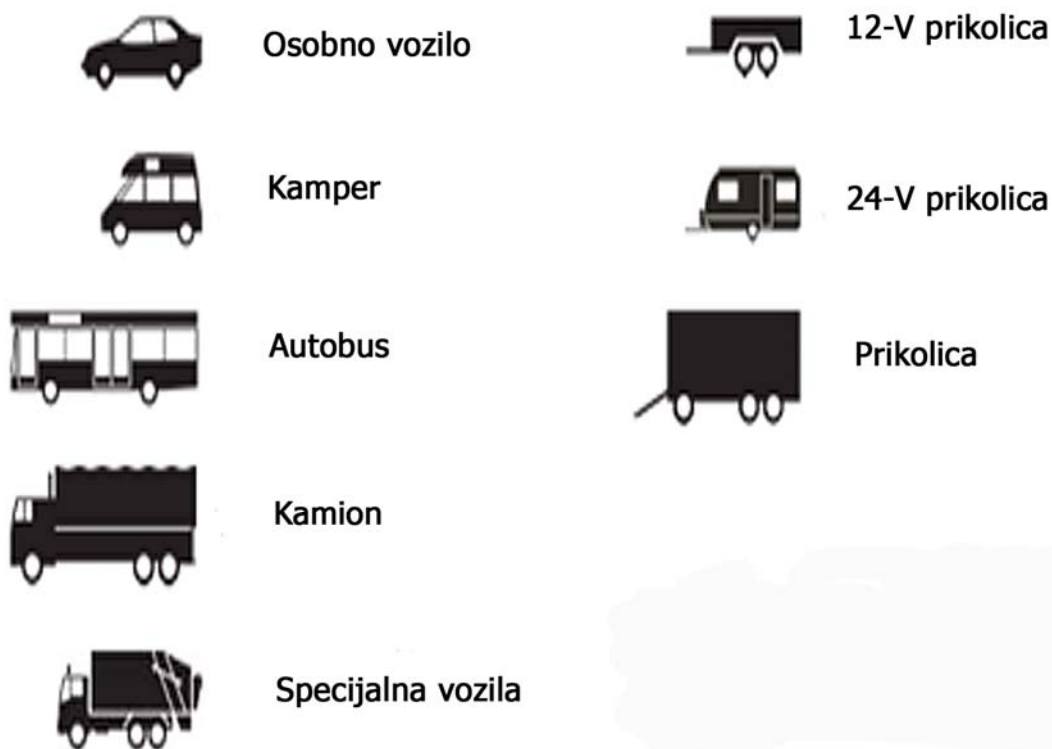 Osobno vozilo
Kamper
Autobus
Kamion
Specijalna vozila
12-V prikolica
24-V prikolica
Prikolica